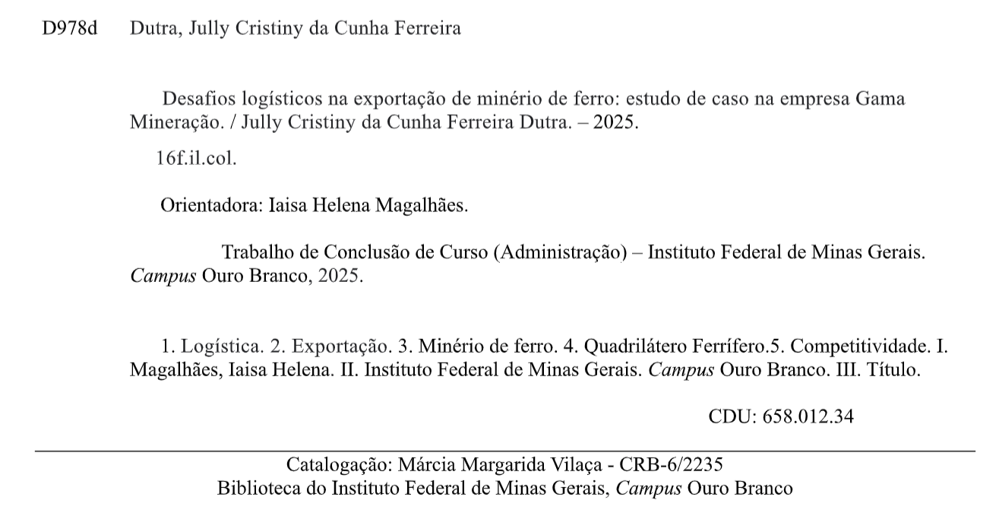 D978d Dutra, Jully Cristiny da Cunha Ferreira
Desafios logísticos na exportação de minério de ferro: estudo de caso na empresa Gama
Mineração. / Jully Cristiny da Cunha Ferreira Dutra. – 2025.
16f.il.col.
Orientadora: Iaisa Helena Magalhães.
Trabalho de Conclusão de Curso (Administração) – Instituto Federal de Minas Gerais.
Campus Ouro Branco, 2025.
1. Logística. 2. Exportação. 3. Minério de ferro. 4. Quadrilátero Ferrífero.5. Competitividade. I.
Magalhães, Iaisa Helena. II. Instituto Federal de Minas Gerais. Campus Ouro Branco. III. Título.
CDU: 658.012.34
Catalogação: Márcia Margarida Vilaça - CRB-6/2235
Biblioteca do Instituto Federal de Minas Gerais, Campus Ouro Branco